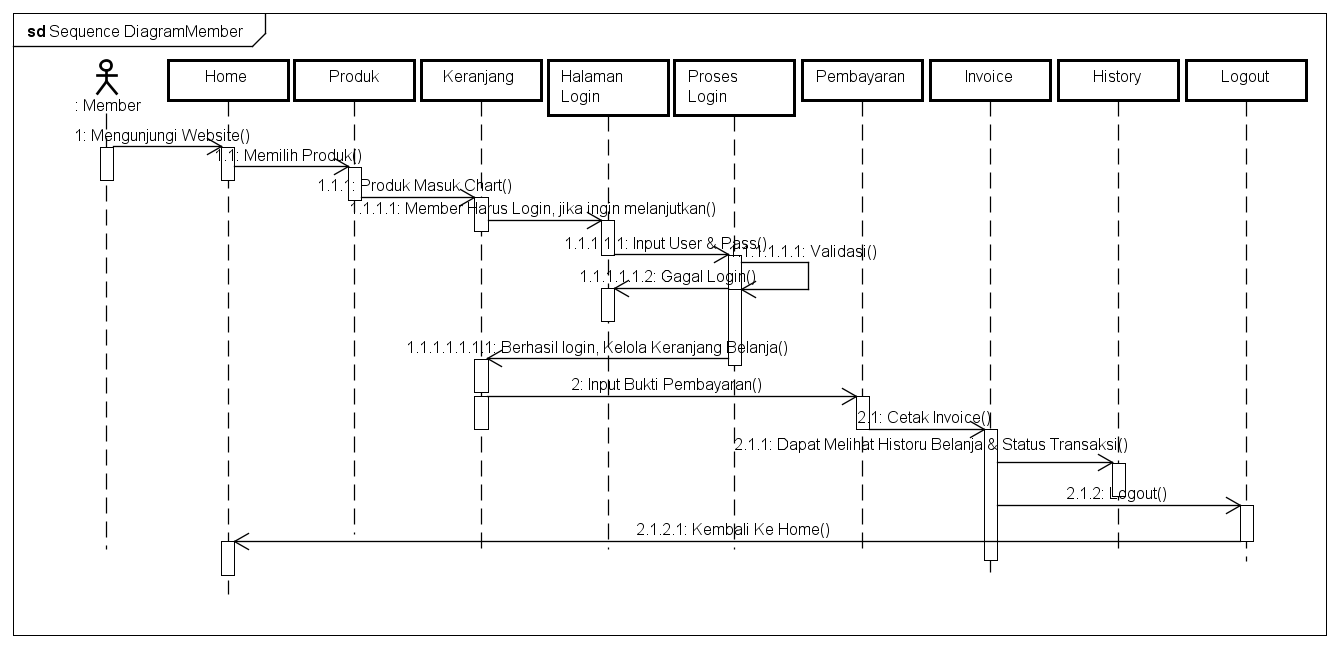 sd Sequence DiagramMember
: Member
Home
Produk
Keranjang
Halaman
Login
Proses
Login
Pembayaran
Invoice
History
Logout
1: Mengunjungi Website()
1.1: Memilih Produk()
1.1.1: Produk Masuk Chart()
1.1.1.1: Member Harus Login, jika ingin melanjutkan()
1.1.1.1.1: Input User & Pass()
1.1.1.1.1.1: Validasi()
1.1.1.1.1.2: Gagal Login()
1.1.1.1.1.1.1: Berhasil login, Kelola Keranjang Belanja()
2: Input Bukti Pembayaran()
2.1: Cetak Invoice()
2.1.1: Dapat Melihat Historu Belanja & Status Transaksi()
2.1.2: Logout()
2.1.2.1: Kembali Ke Home()